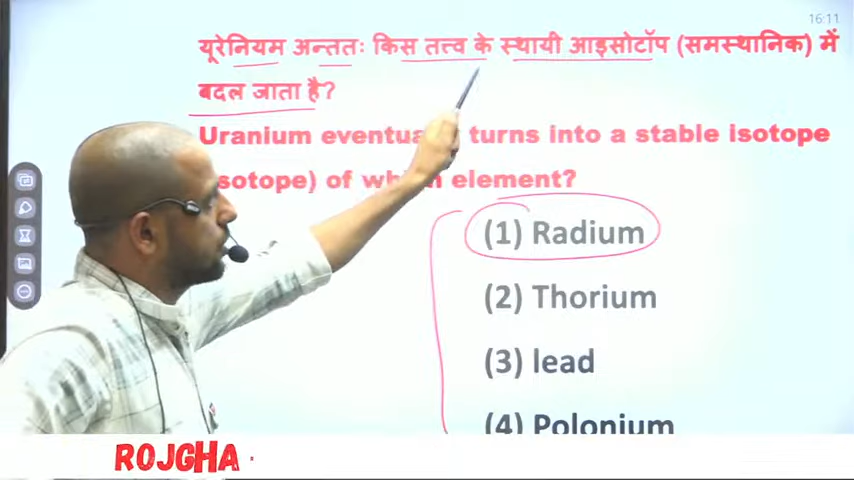 16:11
यूरेनियम अन्ततः किस तत्त्व के स्थायी आइसोटॉप (समस्थानिक) में
बदल जाता है?
Uranium eventua turns into a stable isotope
sotope) of which element?
(1) Radium
(2) Thorium
(3) lead
(4) Polonium
ROJGHA